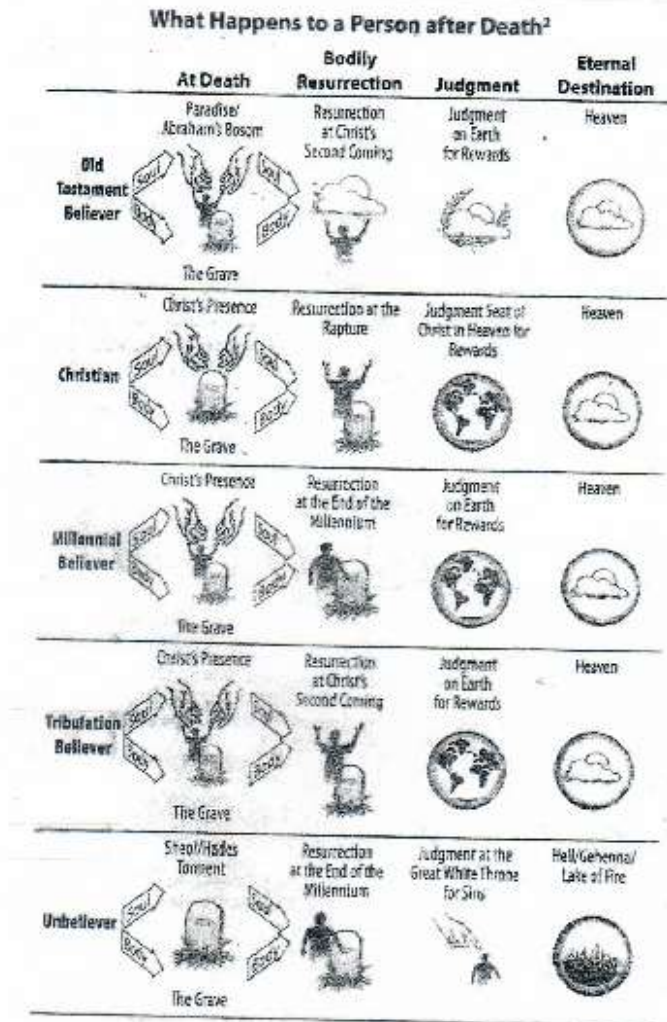 What Happens to a Person after Death²
At Death
Bodily
Resurrection
Judgment
Eternal
Destination
Old
Testament
Believer
Paradise/
Abraham's Bosom
Soul
Body
Soul
Body
The Grave
Resurrection
at Christ's
Second Coming
Judgment
on Earth
for Rewards
Heaven
Christian
Christ's Presence
Soul
Body
Soul
Body
The Grave
Resurrection at the
Rapture
Judgment Seat of
Christ in Heaven for
Rewards
Heaven
Millennial
Believer
Christ's Presence
Soul
Body
Soul
Body
The Grave
Resurrection
at the End of the
Millennium
Judgment
on Earth
for Rewards
Heaven
Tribulation
Believer
Christ's Presence
Soul
Body
Soul
Body
The Grave
Resurrection
at Christ's
Second Coming
Judgment
on Earth
for Rewards
Heaven
Unbeliever
Sheol/Hades
Torment
Soul
Body
Soul
Body
The Grave
Resurrection
at the End of the
Millennium
Judgment at the
Great White Throne
for Sins
Hell/Gehenna/
Lake of Fire